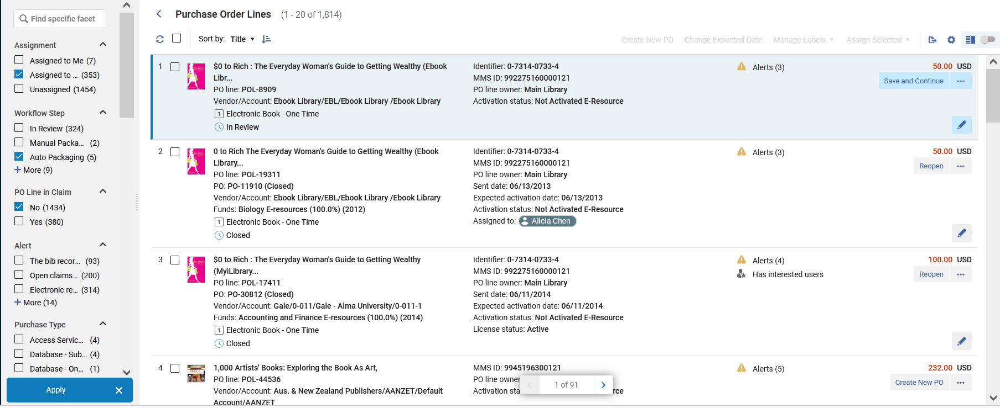 Find specific facet
Assignment
Assigned to Me (7)
Assigned to ... (353)
Unassigned (1454)
Workflow Step
In Review (324)
Manual Packa... (2)
Auto Packaging (5)
+ More (9)
PO Line in Claim
No (1434)
Yes (380)
Alert
The bib recor... (93)
Open claims... (200)
Electronic re... (314)
+ More (14)
Purchase Type
Access Servic... (4)
Database - Sub... (4)
Database - On... (1)
Apply
Purchase Order Lines (1 - 20 of 1,814)
Sort by: Title
Create New PO Change Expected Date Manage Labels Assign Selected
1
$0 to Rich : The Everyday Woman's Guide to Getting Wealthy (Ebook
Libr...
PO line: POL-8909
Vendor/Account: Ebook Library/EBL/Ebook Library /Ebook Library
1 Electronic Book - One Time
In Review
Identifier: 0-7314-0733-4
MMS ID: 992275160000121
PO line owner: Main Library
Activation status: Not Activated E-Resource
Alerts (3)
50.00 USD
Save and Continue ...
2
0 to Rich The Everyday Woman's Guide to Getting Wealthy (Ebook
Library...
PO line: POL-19311
PO: PO-11910 (Closed)
Vendor/Account: Ebook Library/EBL/Ebook Library /Ebook Library
Funds: Biology E-resources (100.0%) (2012)
1 Electronic Book - One Time
Closed
Identifier: 0-7314-0733-4
MMS ID: 992275160000121
PO line owner: Main Library
Sent date: 06/13/2013
Expected activation date: 06/13/2013
Activation status: Not Activated E-Resource
Assigned to: Alicia Chen
Alerts (3)
50.00 USD
Reopen ...
3
$0 to Rich : The Everyday Woman's Guide to Getting Wealthy
(MyiLibrary...
PO line: POL-17411
PO: PO-30812 (Closed)
Vendor/Account: Gale/0-011/Gale - Alma University/0-011-1
Funds: Accounting and Finance E-resources (100.0%) (2014)
1 Electronic Book - One Time
Closed
Identifier: 0-7314-0733-4
MMS ID: 992275160000121
PO line owner: Main Library
Sent date: 06/11/2014
Expected activation date: 06/11/2014
Activation status: Not Activated E-Resource
License status: Active
Alerts (4)
Has interested users
100.00 USD
Reopen ...
4
1,000 Artists' Books: Exploring the Book As Art,
PO line: POL-44536
Vendor/Account: Aus. & New Zealand Publishers/AANZET/Default
Account/AANZET
MMS ID: 9945196300121
PO line owner
Activation sta
rce
Alerts (5)
232.00 USD
Create New PO ...
1 of 91